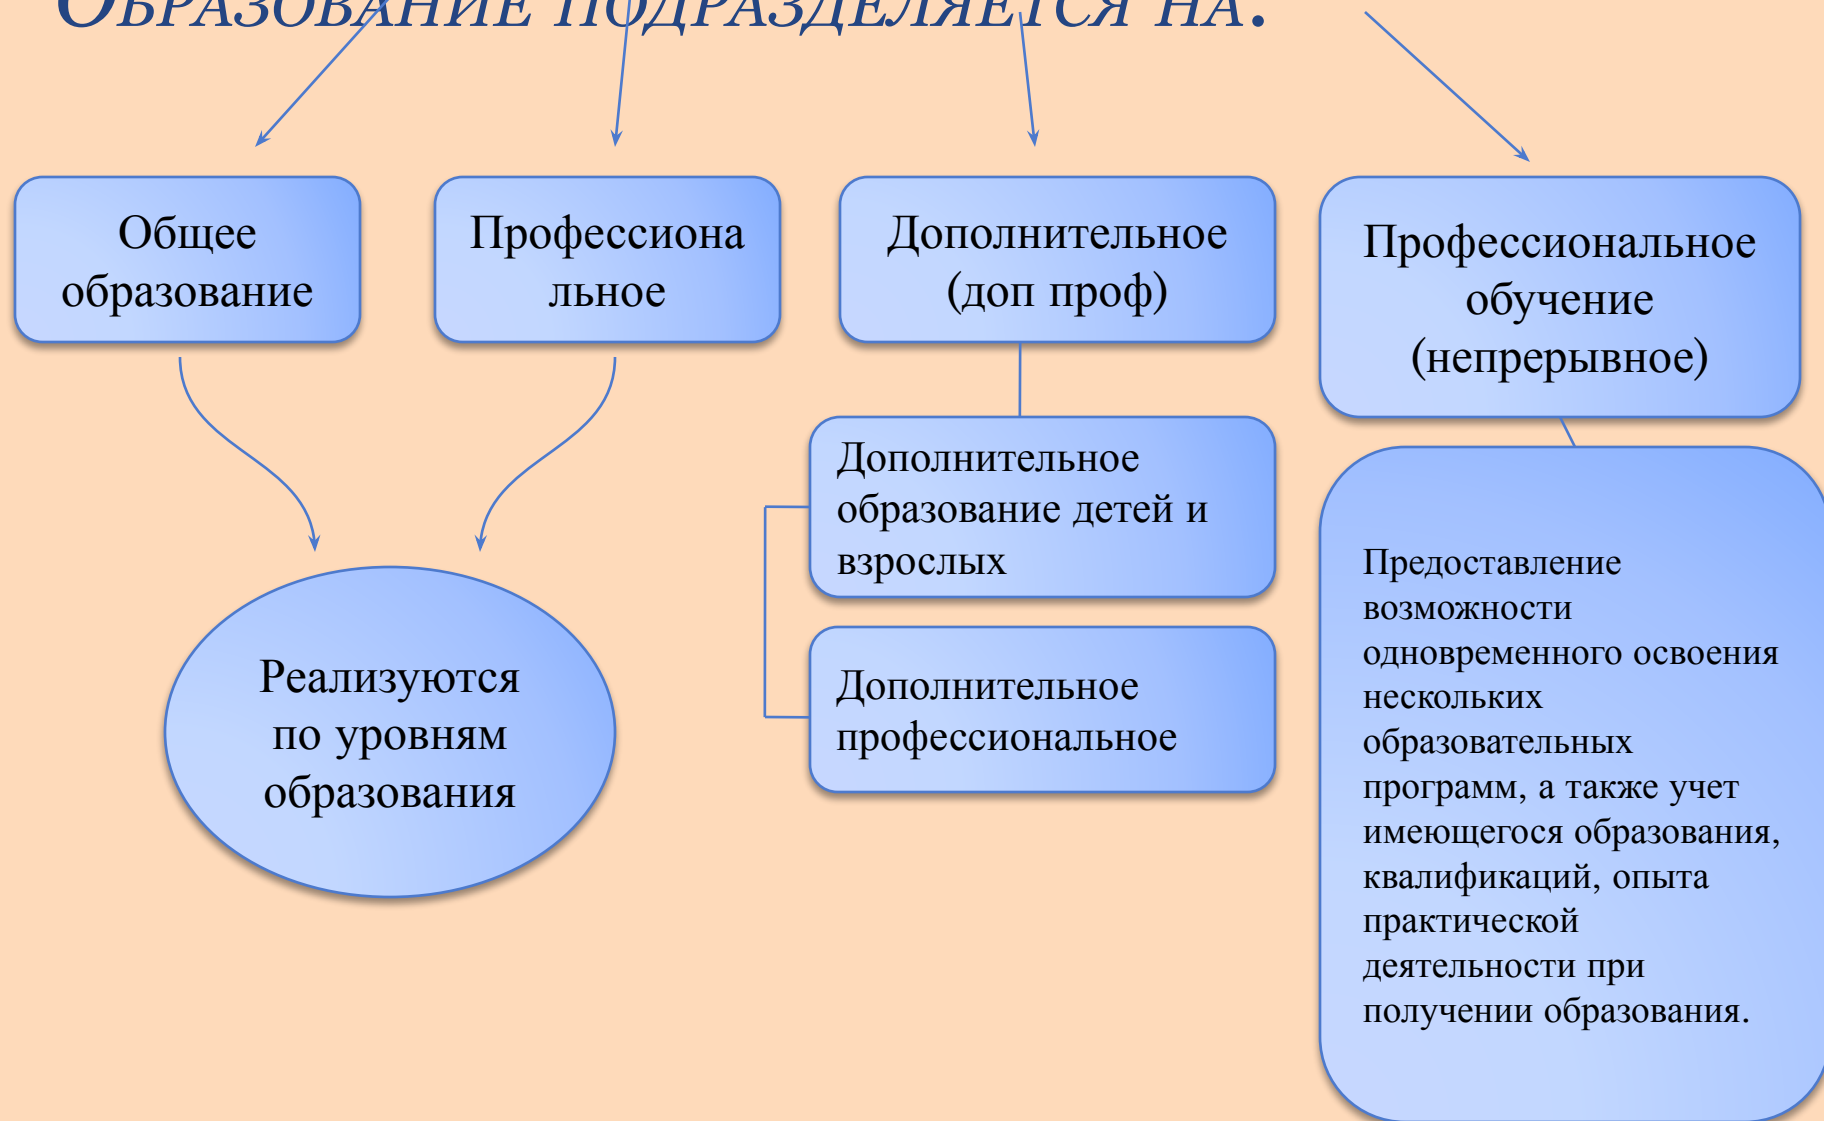 ОБРАЗОВАНИЕ ПОДРАЗДЕЛЯЕТСЯ НА:
Общее
образование
Профессиона
льное
Дополнительное
(доп проф)
Профессиональное
обучение
(непрерывное)
Реализуются
по уровням
образования
Дополнительное
образование детей и
взрослых
Дополнительное
профессиональное
Предоставление
возможности
одновременного освоения
нескольких
образовательных
программ, а также учет
имеющегося образования,
квалификаций, опыта
практической
деятельности при
получении образования.